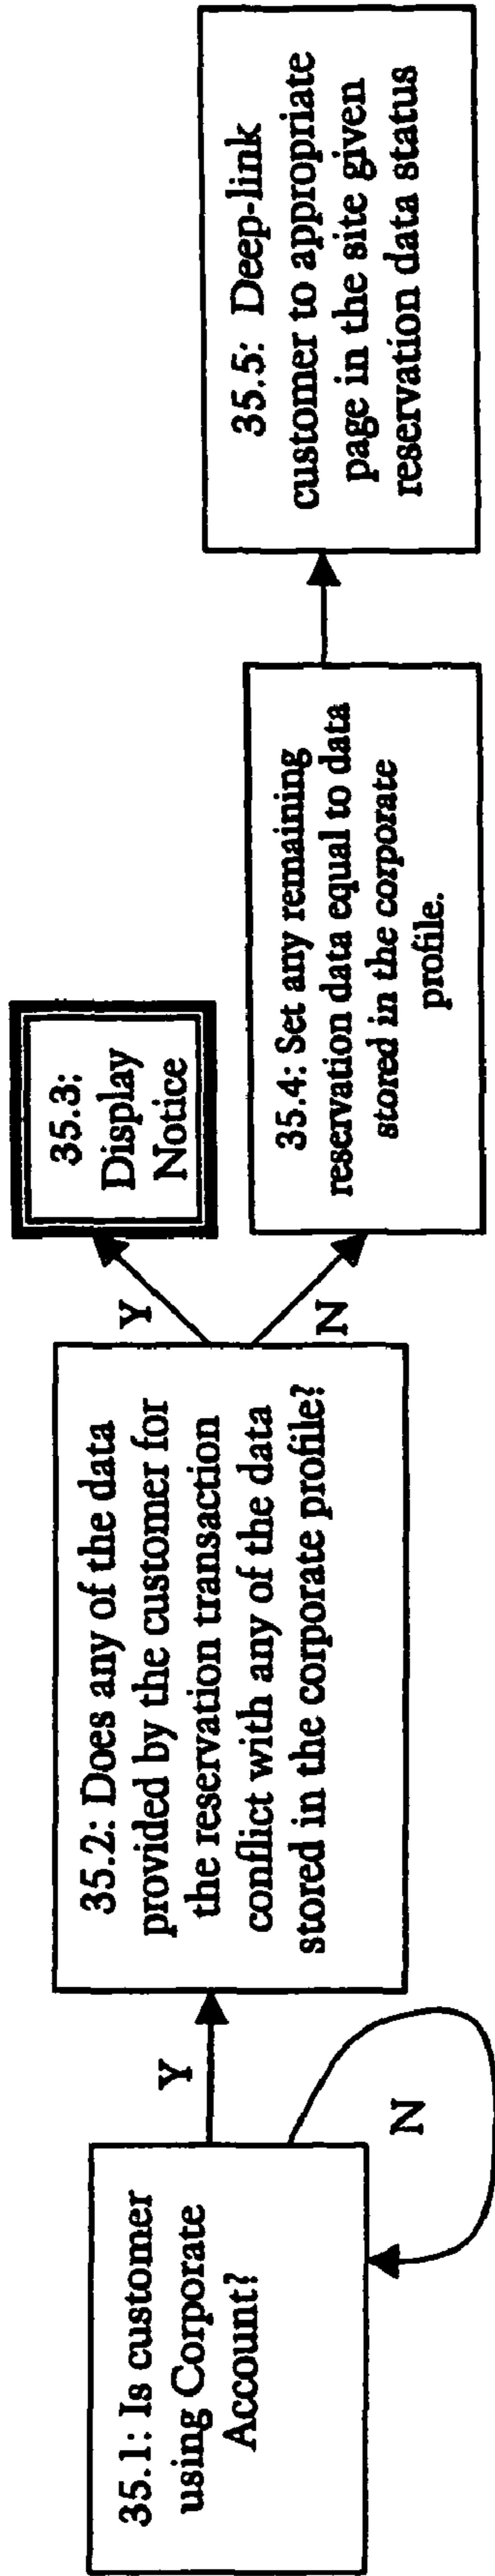 35.1: Is customer
using Corporate
Account?
Y
N
35.2: Does any of the data
provided by the customer for
the reservation transaction
conflict with any of the data
stored in the corporate profile?
Y
N
35.3:
Display
Notice
35.4: Set any remaining
reservation data equal to data
stored in the corporate
profile.
35.5: Deep-link
customer to appropriate
page in the site given
reservation data status